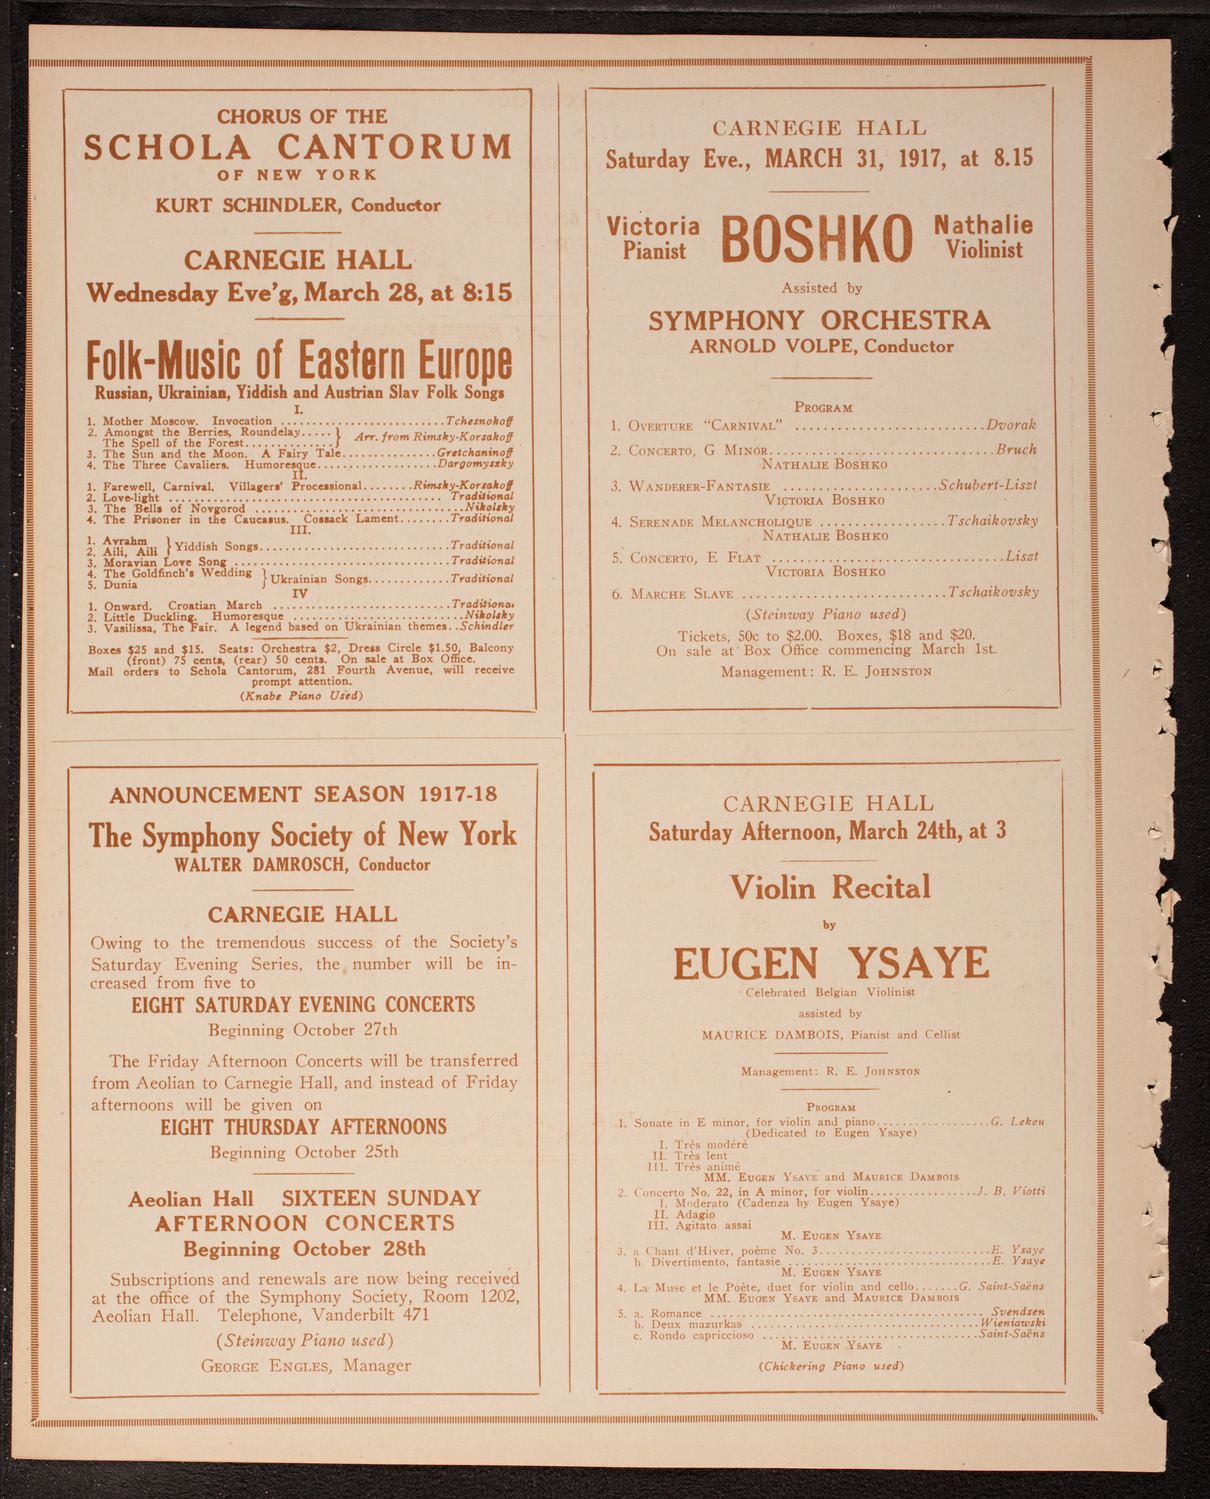 CHORUS OF THE
SCHOLA CANTORUM
OF NEW YORK
KURT SCHINDLER, Conductor
CARNEGIE HALL
Wednesday Eve'g, March 28, at 8:15
Folk-Music of Eastern Europe
Russian, Ukrainian, Yiddish and Austrian Slav Folk Songs
I.
1. Mother Moscow. Invocation ........................Tchesnokoff
2. Amongst the Berries, Roundelay..... } Arr. from Rimsky-Korsakoff
The Spell of the Forest.............
3. The Sun and the Moon. A Fairy Tale..............Gretchaninoff
4. The Three Cavaliers. Humoresque..................Dargomyszky
II.
1. Farewell, Carnival. Villagers' Processional........Rimsky-Korsakoff
2. Love-light ........................................ Traditional
3. The Bells of Novgorod ...............................Nikolsky
4. The Prisoner in the Caucasus. Cossack Lament........Traditional
III.
1. Avrahm } Yiddish Songs............................Traditional
2. Aili, Aili
3. Moravian Love Song ................................Traditional
4. The Goldfinch's Wedding } Ukrainian Songs............Traditional
5. Dunia
IV
1. Onward. Croatian March ..........................Traditional
2. Little Duckling. Humoresque .........................Nikolsky
3. Vasilissa, The Fair. A legend based on Ukrainian themes..Schindler
Boxes $25 and $15. Seats: Orchestra $2, Dress Circle $1.50, Balcony
(front) 75 cents, (rear) 50 cents. On sale at Box Office.
Mail orders to Schola Cantorum, 281 Fourth Avenue, will receive
prompt attention.
(Knabe Piano Used)
CARNEGIE HALL
Saturday Eve., MARCH 31, 1917, at 8.15
Victoria BOSHKO Nathalie
Pianist Violinist
Assisted by
SYMPHONY ORCHESTRA
ARNOLD VOLPE, Conductor
PROGRAM
1. OVERTURE "CARNIVAL" ..........................Dvorak
2. CONCERTO, G MINOR..............................Bruch
NATHALIE BOSHKO
3. WANDERER-FANTASIE .....................Schubert-Liszt
VICTORIA BOSHKO
4. SERENADE MELANCHOLIQUE .................Tschaikovsky
NATHALIE BOSHKO
5. CONCERTO, E FLAT ................................Liszt
VICTORIA BOSHKO
6. MARCHE SLAVE ............................Tschaikovsky
(Steinway Piano used)
Tickets, 50c to $2.00. Boxes, $18 and $20.
On sale at Box Office commencing March 1st.
Management: R. E. JOHNSTON
ANNOUNCEMENT SEASON 1917-18
The Symphony Society of New York
WALTER DAMROSCH, Conductor
CARNEGIE HALL
Owing to the tremendous success of the Society's
Saturday Evening Series, the number will be in-
creased from five to
EIGHT SATURDAY EVENING CONCERTS
Beginning October 27th
The Friday Afternoon Concerts will be transferred
from Aeolian to Carnegie Hall, and instead of Friday
afternoons will be given on
EIGHT THURSDAY AFTERNOONS
Beginning October 25th
Aeolian Hall SIXTEEN SUNDAY
AFTERNOON CONCERTS
Beginning October 28th
Subscriptions and renewals are now being received
at the office of the Symphony Society, Room 1202,
Aeolian Hall. Telephone, Vanderbilt 471
(Steinway Piano used)
GEORGE ENGLES, Manager
CARNEGIE HALL
Saturday Afternoon, March 24th, at 3
Violin Recital
by
EUGEN YSAYE
Celebrated Belgian Violinist
assisted by
MAURICE DAMBOIS, Pianist and Cellist
Management: R. E. JOHNSTON
PROGRAM
1. Sonate in E minor, for violin and piano.................G. Lekeu
(Dedicated to Eugen Ysaye)
I. Très modéré
II. Très lent
III. Très animé
MM. EUGEN YSAYE and MAURICE DAMBOIS
2. Concerto No. 22, in A minor, for violin................J. B. Viotti
I. Moderato (Cadenza by Eugen Ysaye)
II. Adagio
III. Agitato assai
M. EUGEN YSAYE
3. a Chant d'Hiver, poème No. 3..........................E. Ysaye
b. Divertimento, fantasie ..............................E. Ysaye
M. EUGEN YSAYE
4. La Muse et le Poète, duet for violin and cello.......G. Saint-Saëns
MM. EUGEN YSAYE and MAURICE DAMBOIS
5. a. Romance ..........................................Svendsen
b. Deux mazurkas ..................................Wieniawski
c. Rondo capriccioso ................................Saint-Saëns
M. EUGEN YSAYE
(Chickering Piano used)